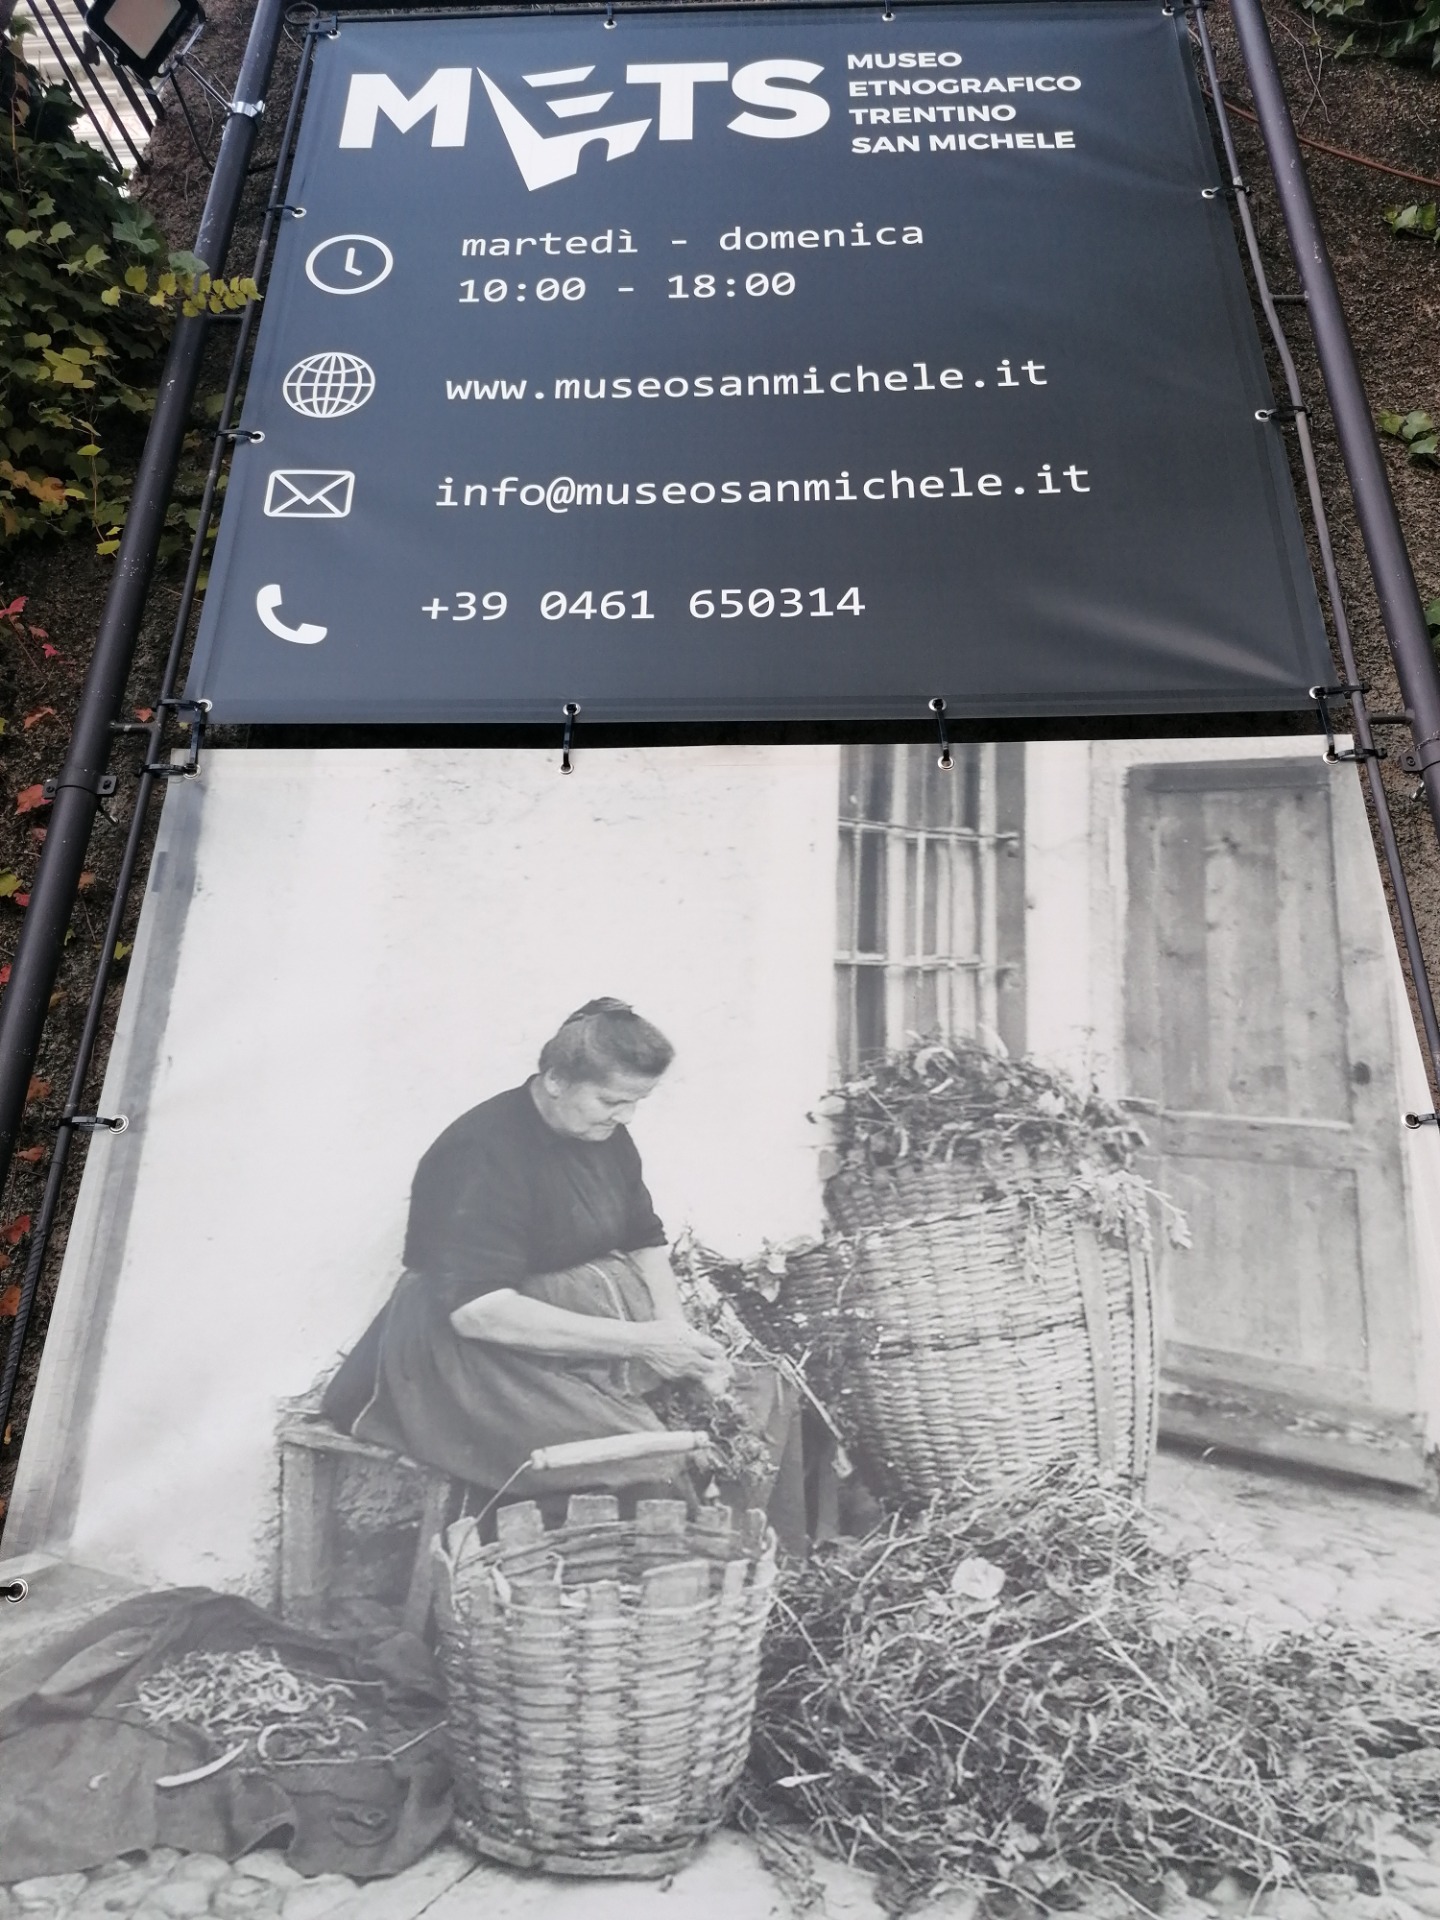 METS
MUSEO
ETNOGRAFICO
TRENTINO
SAN MICHELE
martedì - domenica
10:00 - 18:00
www.museosanmichele.it
info@museosanmichele.it
+39 0461 650314